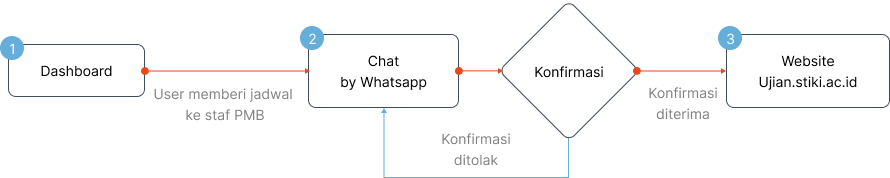 1
Dashboard
User memberi jadwal
ke staf PMB
2
Chat
by Whatsapp
Konfirmasi
Konfirmasi
ditolak
Konfirmasi
diterima
3
Website
Ujian.stiki.ac.id